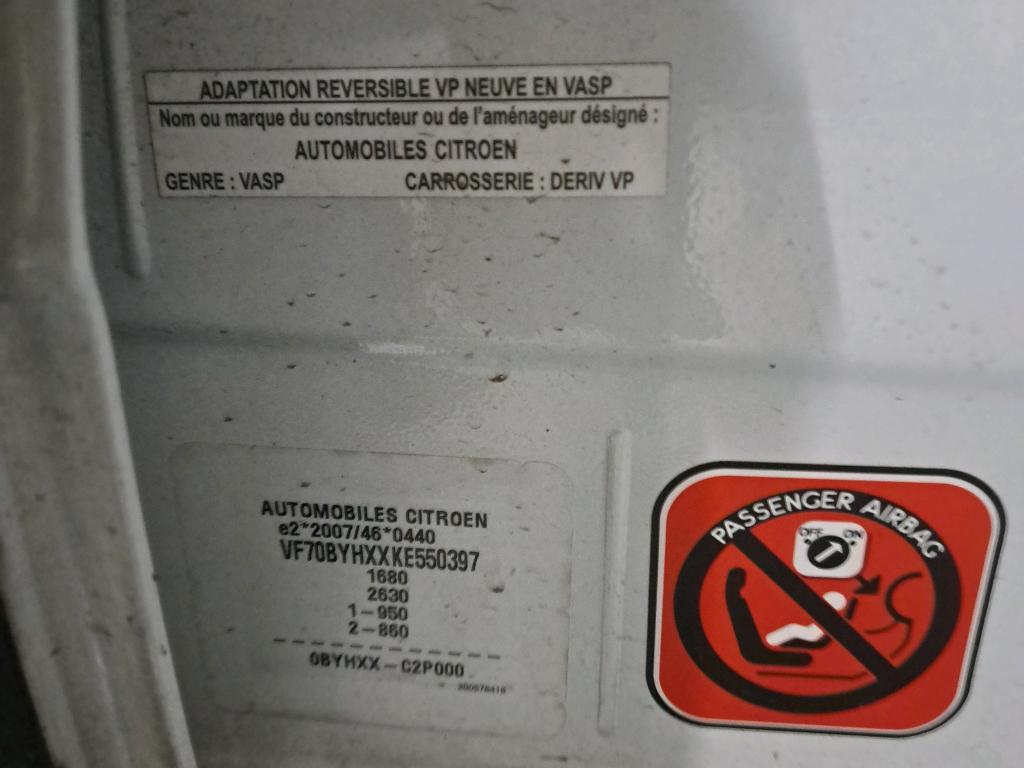 ADAPTATION REVERSIBLE VP NEUVE EN VASP
Nom ou marque du constructeur ou de l'aménageur désigné :
AUTOMOBILES CITROEN
GENRE : VASP CARROSSERIE : DERIV VP
AUTOMOBILES CITROEN
e2*2007/46*0440
VF70BYHXXKE550397
1680
2630
1-950
2-860
0BYHXX-C2P000
PASSENGER AIRBAG
OFF ON